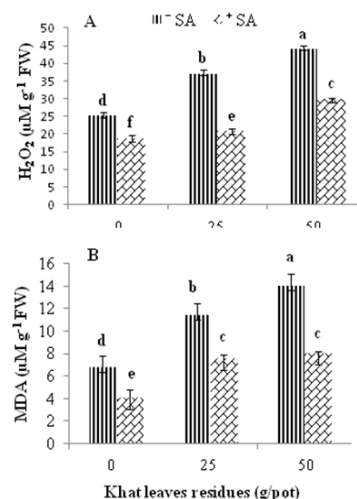 A
- SA
+ SA
50
45
40
35
30
25
20
15
10
5
0
H₂O₂ (µM g⁻¹ FW)
d
f
b
e
a
c
0 25 50
B
16
14
12
10
8
6
4
2
0
MDA (µM g⁻¹ FW)
d
e
b
c
a
c
0 25 50
Khat leaves residues (g/pot)